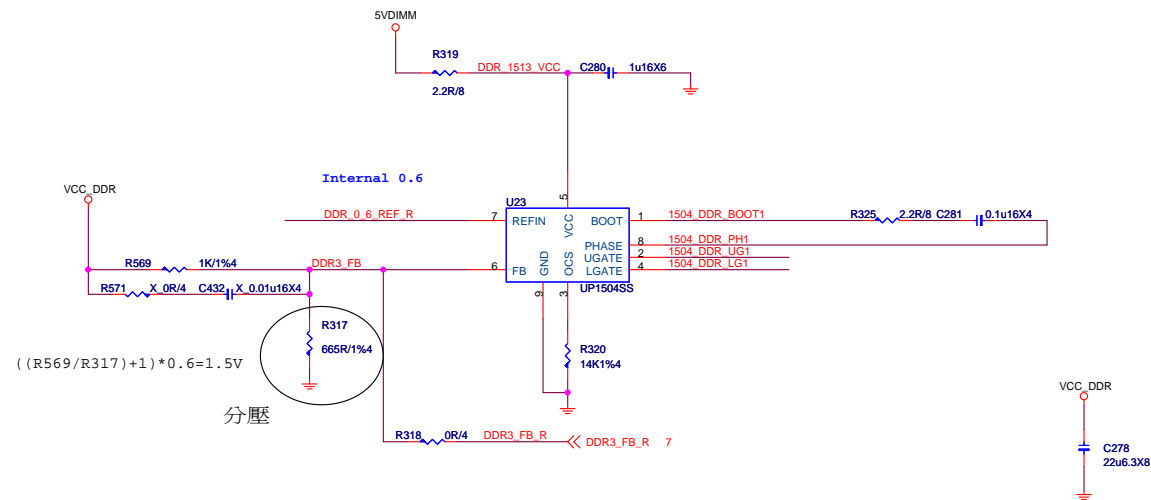 5VDIMM
R319
DDR_1513_VCC
C280
1u16X6
2.2R/8
VCC_DDR
Internal 0.6
U23
5
DDR_0_6_REF_R
7
REFIN
VCC
BOOT
1
1504_DDR_BOOT1
R325
2.2R/8
C281
0.1u16X4
PHASE
8
1504_DDR_PH1
UGATE
2
1504_DDR_UG1
R569
1K/1%4
DDR3_FB
6
FB
GND
OCS
LGATE
4
1504_DDR_LG1
R571
X_0R/4
C432
X_0.01u16X4
9
3
UP1504SS
R317
665R/1%4
((R569/R317)+1)*0.6=1.5V
R320
14K1%4
分壓
VCC_DDR
R318
0R/4
DDR3_FB_R
DDR3_FB_R
7
C278
22u6.3X8